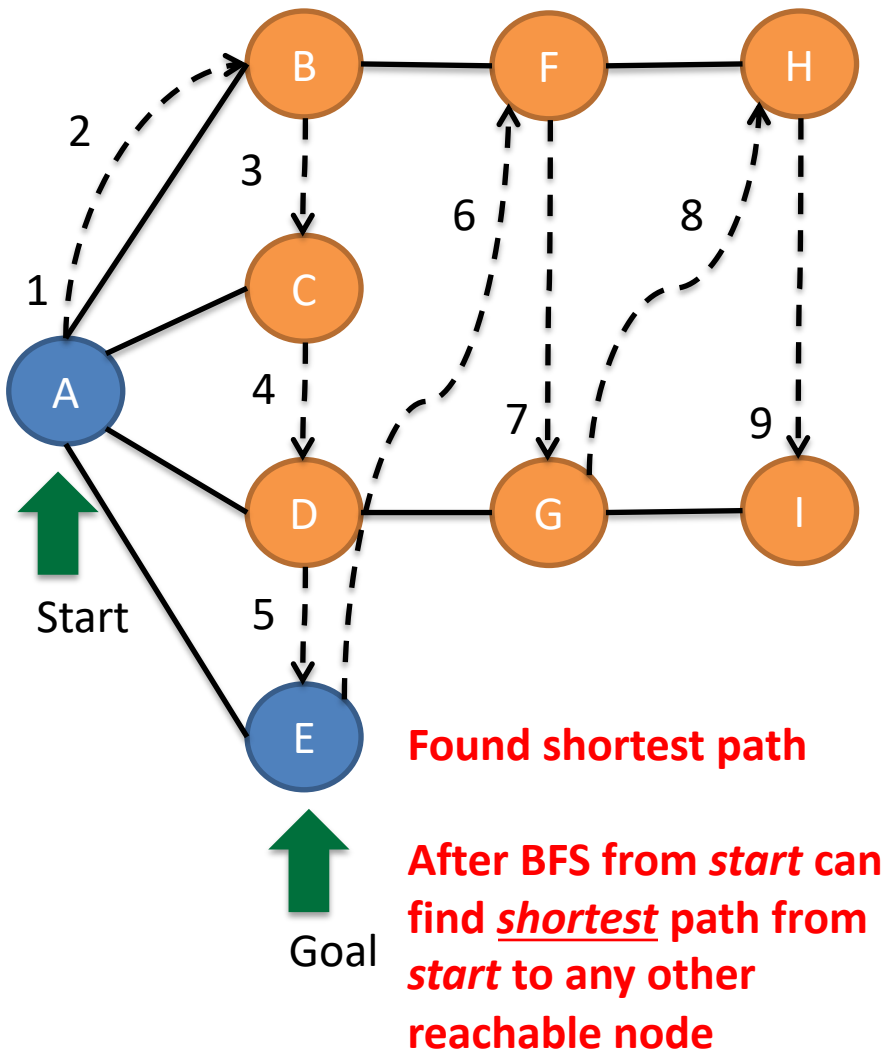 B
F
H
2
3
6
8
1
C
A
4
7
9
D
G
I
Start
5
E
Found shortest path
Goal
After BFS from start can
find shortest path from
start to any other
reachable node